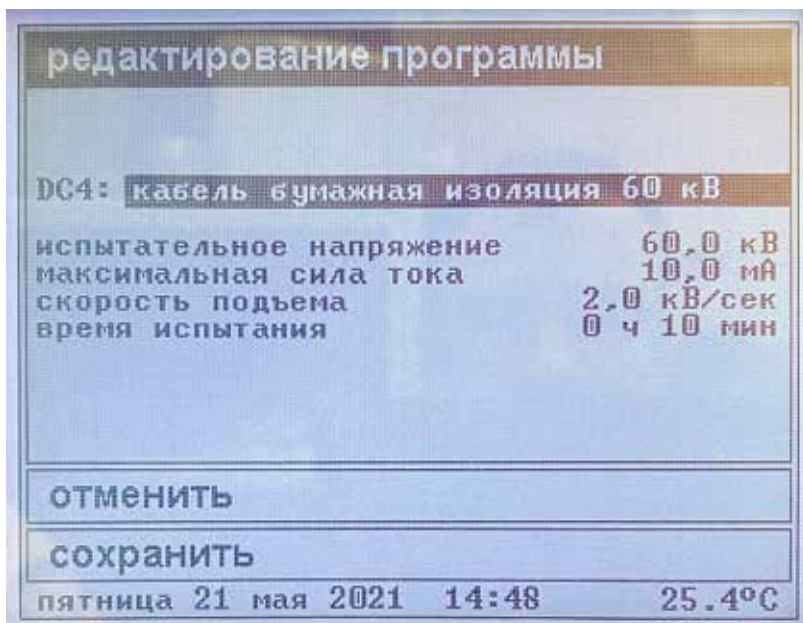 редактирование программы
DC4: кабель бумажная изоляция 60 кВ
испытательное напряжение 60,0 кВ
максимальная сила тока 10,0 мА
скорость подъема 2,0 кВ/сек
время испытания 0 ч 10 мин
отменить
сохранить
пятница 21 мая 2021 14:48 25.4ºC